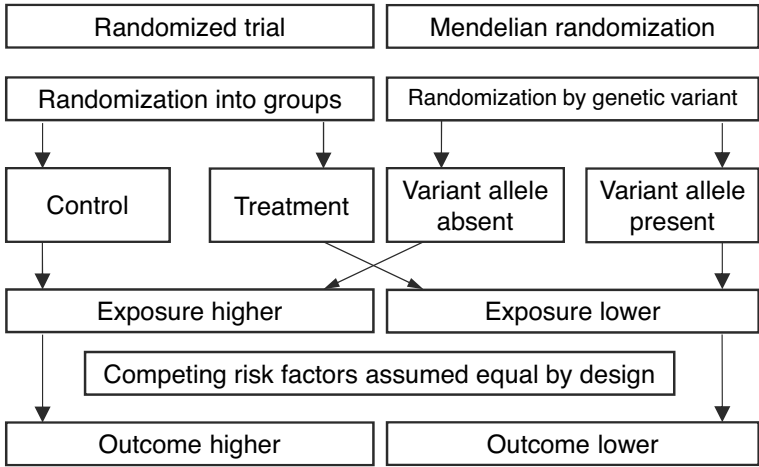 Randomized trial
Mendelian randomization
Randomization into groups
Randomization by genetic variant
Control
Treatment
Variant allele
absent
Variant allele
present
Exposure higher
Exposure lower
Competing risk factors assumed equal by design
Outcome higher
Outcome lower